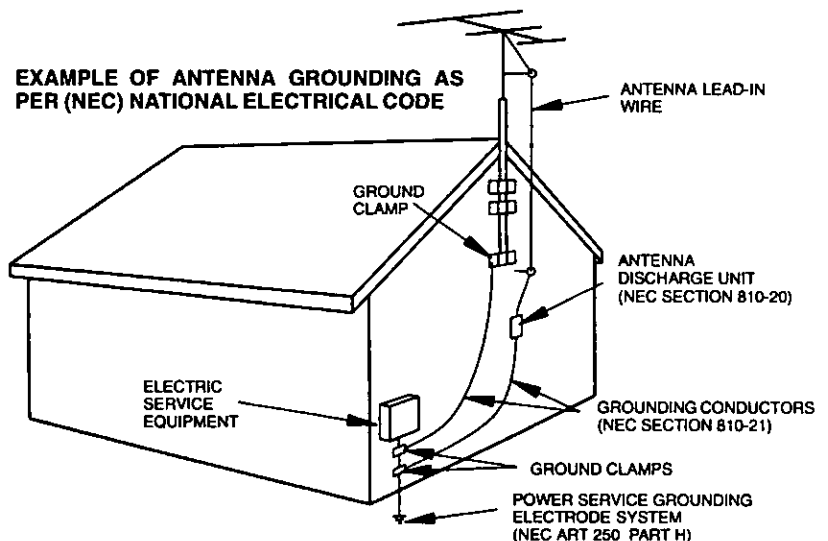 EXAMPLE OF ANTENNA GROUNDING AS
PER (NEC) NATIONAL ELECTRICAL CODE
ANTENNA LEAD-IN
WIRE
GROUND
CLAMP
ANTENNA
DISCHARGE UNIT
(NEC SECTION 810-20)
ELECTRIC
SERVICE
EQUIPMENT
GROUNDING CONDUCTORS
(NEC SECTION 810-21)
GROUND CLAMPS
POWER SERVICE GROUNDING
ELECTRODE SYSTEM
(NEC ART 250 PART H)